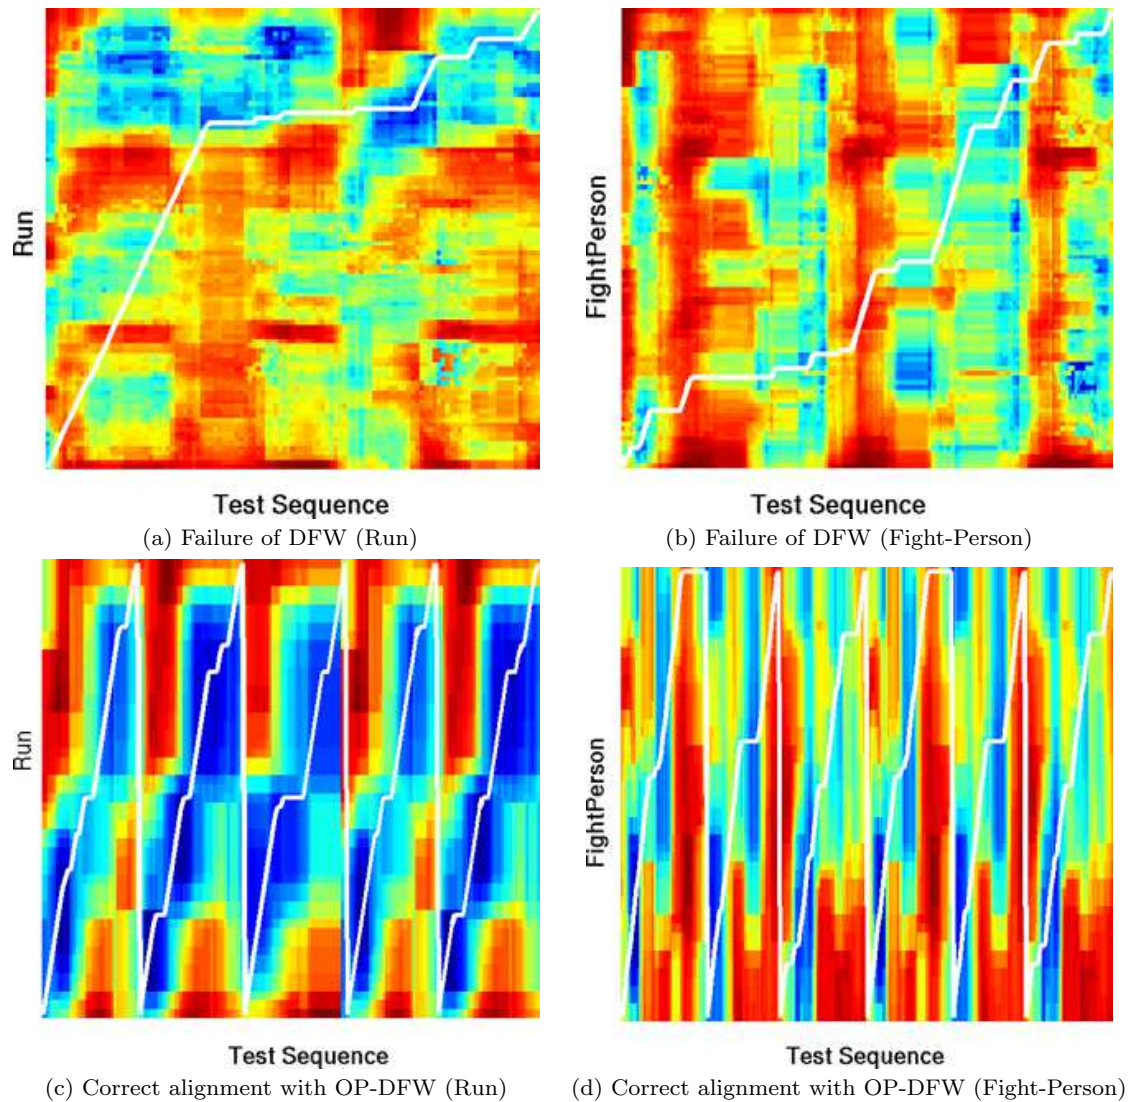 Run
FightPerson
Test Sequence
Test Sequence
(a) Failure of DFW (Run)
(b) Failure of DFW (Fight-Person)
Run
FightPerson
Test Sequence
Test Sequence
(c) Correct alignment with OP-DFW (Run)
(d) Correct alignment with OP-DFW (Fight-Person)